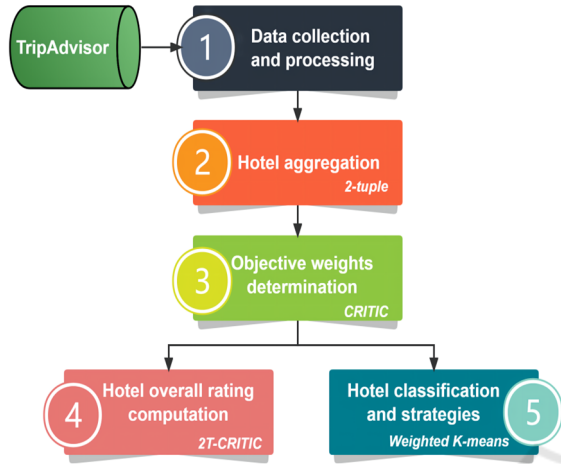 TripAdvisor
1
Data collection
and processing
2
Hotel aggregation
2-tuple
3
Objective weights
determination
CRITIC
4
Hotel overall rating
computation
2T-CRITIC
Hotel classification
and strategies
5
Weighted K-means